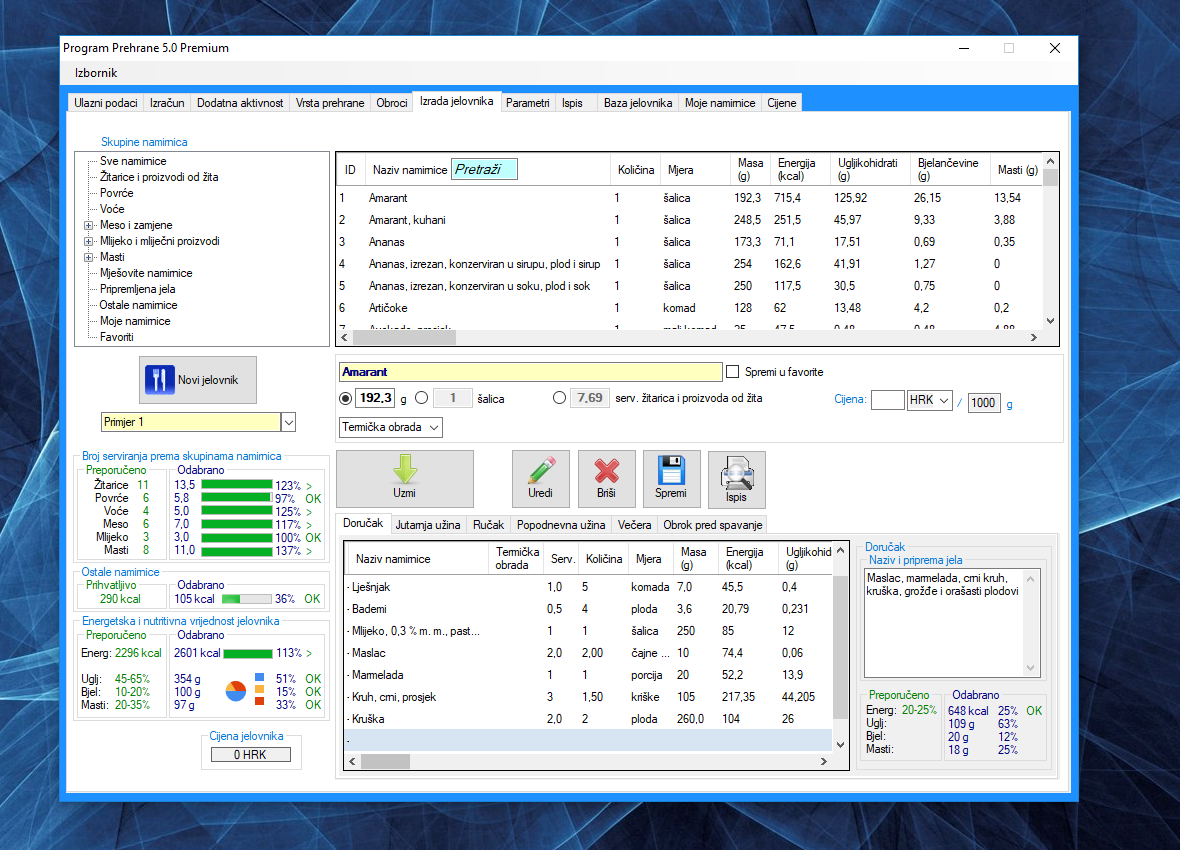 Program Prehrane 5.0 Premium
Izbornik
Ulazni podaci Izračun Dodatna aktivnost Vrsta prehrane Obroci Izrada jelovnika Parametri Ispis Baza jelovnika Moje namirnice Cijene
Skupine namirnica
Sve namirnice
Žitarice i proizvodi od žita
Povrće
Voće
Meso i zamjene
Mlijeko i mliječni proizvodi
Masti
Mješovite namirnice
Pripremljena jela
Ostale namirnice
Moje namirnice
Favoriti
ID Naziv namirnice Pretraži Količina Mjera Masa (g) Energija (kcal) Ugljikohidrati (g) Bjelančevine (g) Masti (g)
1 Amarant 1 šalica 192,3 715,4 125,92 26,15 13,54
2 Amarant, kuhani 1 šalica 248,5 251,5 45,97 9,33 3,88
3 Ananas 1 šalica 173,3 71,1 17,51 0,69 0,35
4 Ananas, izrezan, konzerviran u sirupu, plod i sirup 1 šalica 254 162,6 41,91 1,27 0
5 Ananas, izrezan, konzerviran u soku, plod i sok 1 šalica 250 117,5 30,5 0,75 0
6 Artičoke 1 komad 128 62 13,48 4,2 0,2
Novi jelovnik
Primjer 1
Amarant Spremi u favorite
192,3 g 1 šalica 7,69 serv. žitarica i proizvoda od žita Cijena: HRK / 1000 g
Termička obrada
Uzmi Uredi Briši Spremi Ispis
Broj serviranja prema skupinama namirnica
Preporučeno Odabrano
Žitarice 11 13,5 123% >
Povrće 6 5,8 97% OK
Voće 4 5,0 125% >
Meso 6 7,0 117% >
Mlijeko 3 3,0 100% OK
Masti 8 11,0 137% >
Ostale namirnice
Prihvatljivo Odabrano
290 kcal 105 kcal 36% OK
Energetska i nutritivna vrijednost jelovnika
Preporučeno Odabrano
Energ: 2296 kcal 2601 kcal 113% >
Uglj: 45-65% 354 g 51% OK
Bjel: 10-20% 100 g 15% OK
Masti: 20-35% 97 g 33% OK
Cijena jelovnika
0 HRK
Doručak Jutarnja užina Ručak Popodnevna užina Večera Obrok pred spavanje
Naziv namirnice Termička obrada Serv. Količina Mjera Masa (g) Energija (kcal) Ugljikohid (g)
· Lješnjak 1,0 5 komada 7,0 45,5 0,4
· Bademi 0,5 4 ploda 3,6 20,79 0,231
· Mlijeko, 0,3 % m. m., past... 1 1 šalica 250 85 12
· Maslac 2,0 2,00 čajne ... 10 74,4 0,06
· Marmelada 1 1 porcija 20 52,2 13,9
· Kruh, crni, prosjek 3 1,50 kriške 105 217,35 44,205
· Kruška 2,0 2 ploda 260,0 104 26
Doručak
Naziv i priprema jela
Maslac, marmelada, crni kruh,
kruška, grožđe i orašasti plodovi
Preporučeno Odabrano
Energ: 20-25% 648 kcal 25% OK
Uglj: 109 g 63%
Bjel: 20 g 12%
Masti: 18 g 25%